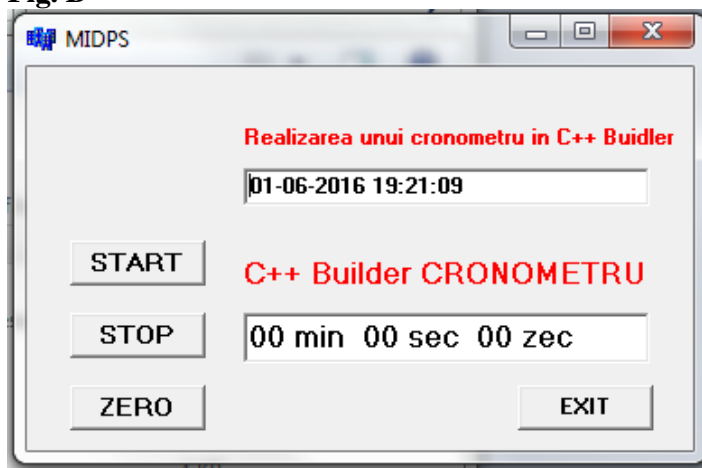 Fig. B
MIDPS
Realizarea unui cronometru in C++ Buidler
01-06-2016 19:21:09
START
C++ Builder CRONOMETRU
STOP
00 min 00 sec 00 zec
ZERO
EXIT